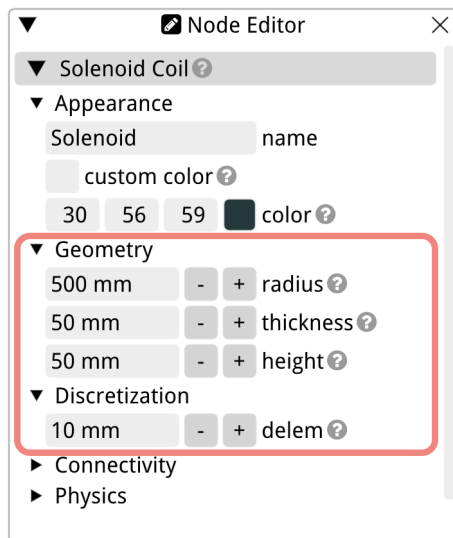 Node Editor
Solenoid Coil ?
Appearance
Solenoid name
custom color ?
30 56 59 color ?
Geometry
500 mm - + radius ?
50 mm - + thickness ?
50 mm - + height ?
Discretization
10 mm - + delem ?
Connectivity
Physics